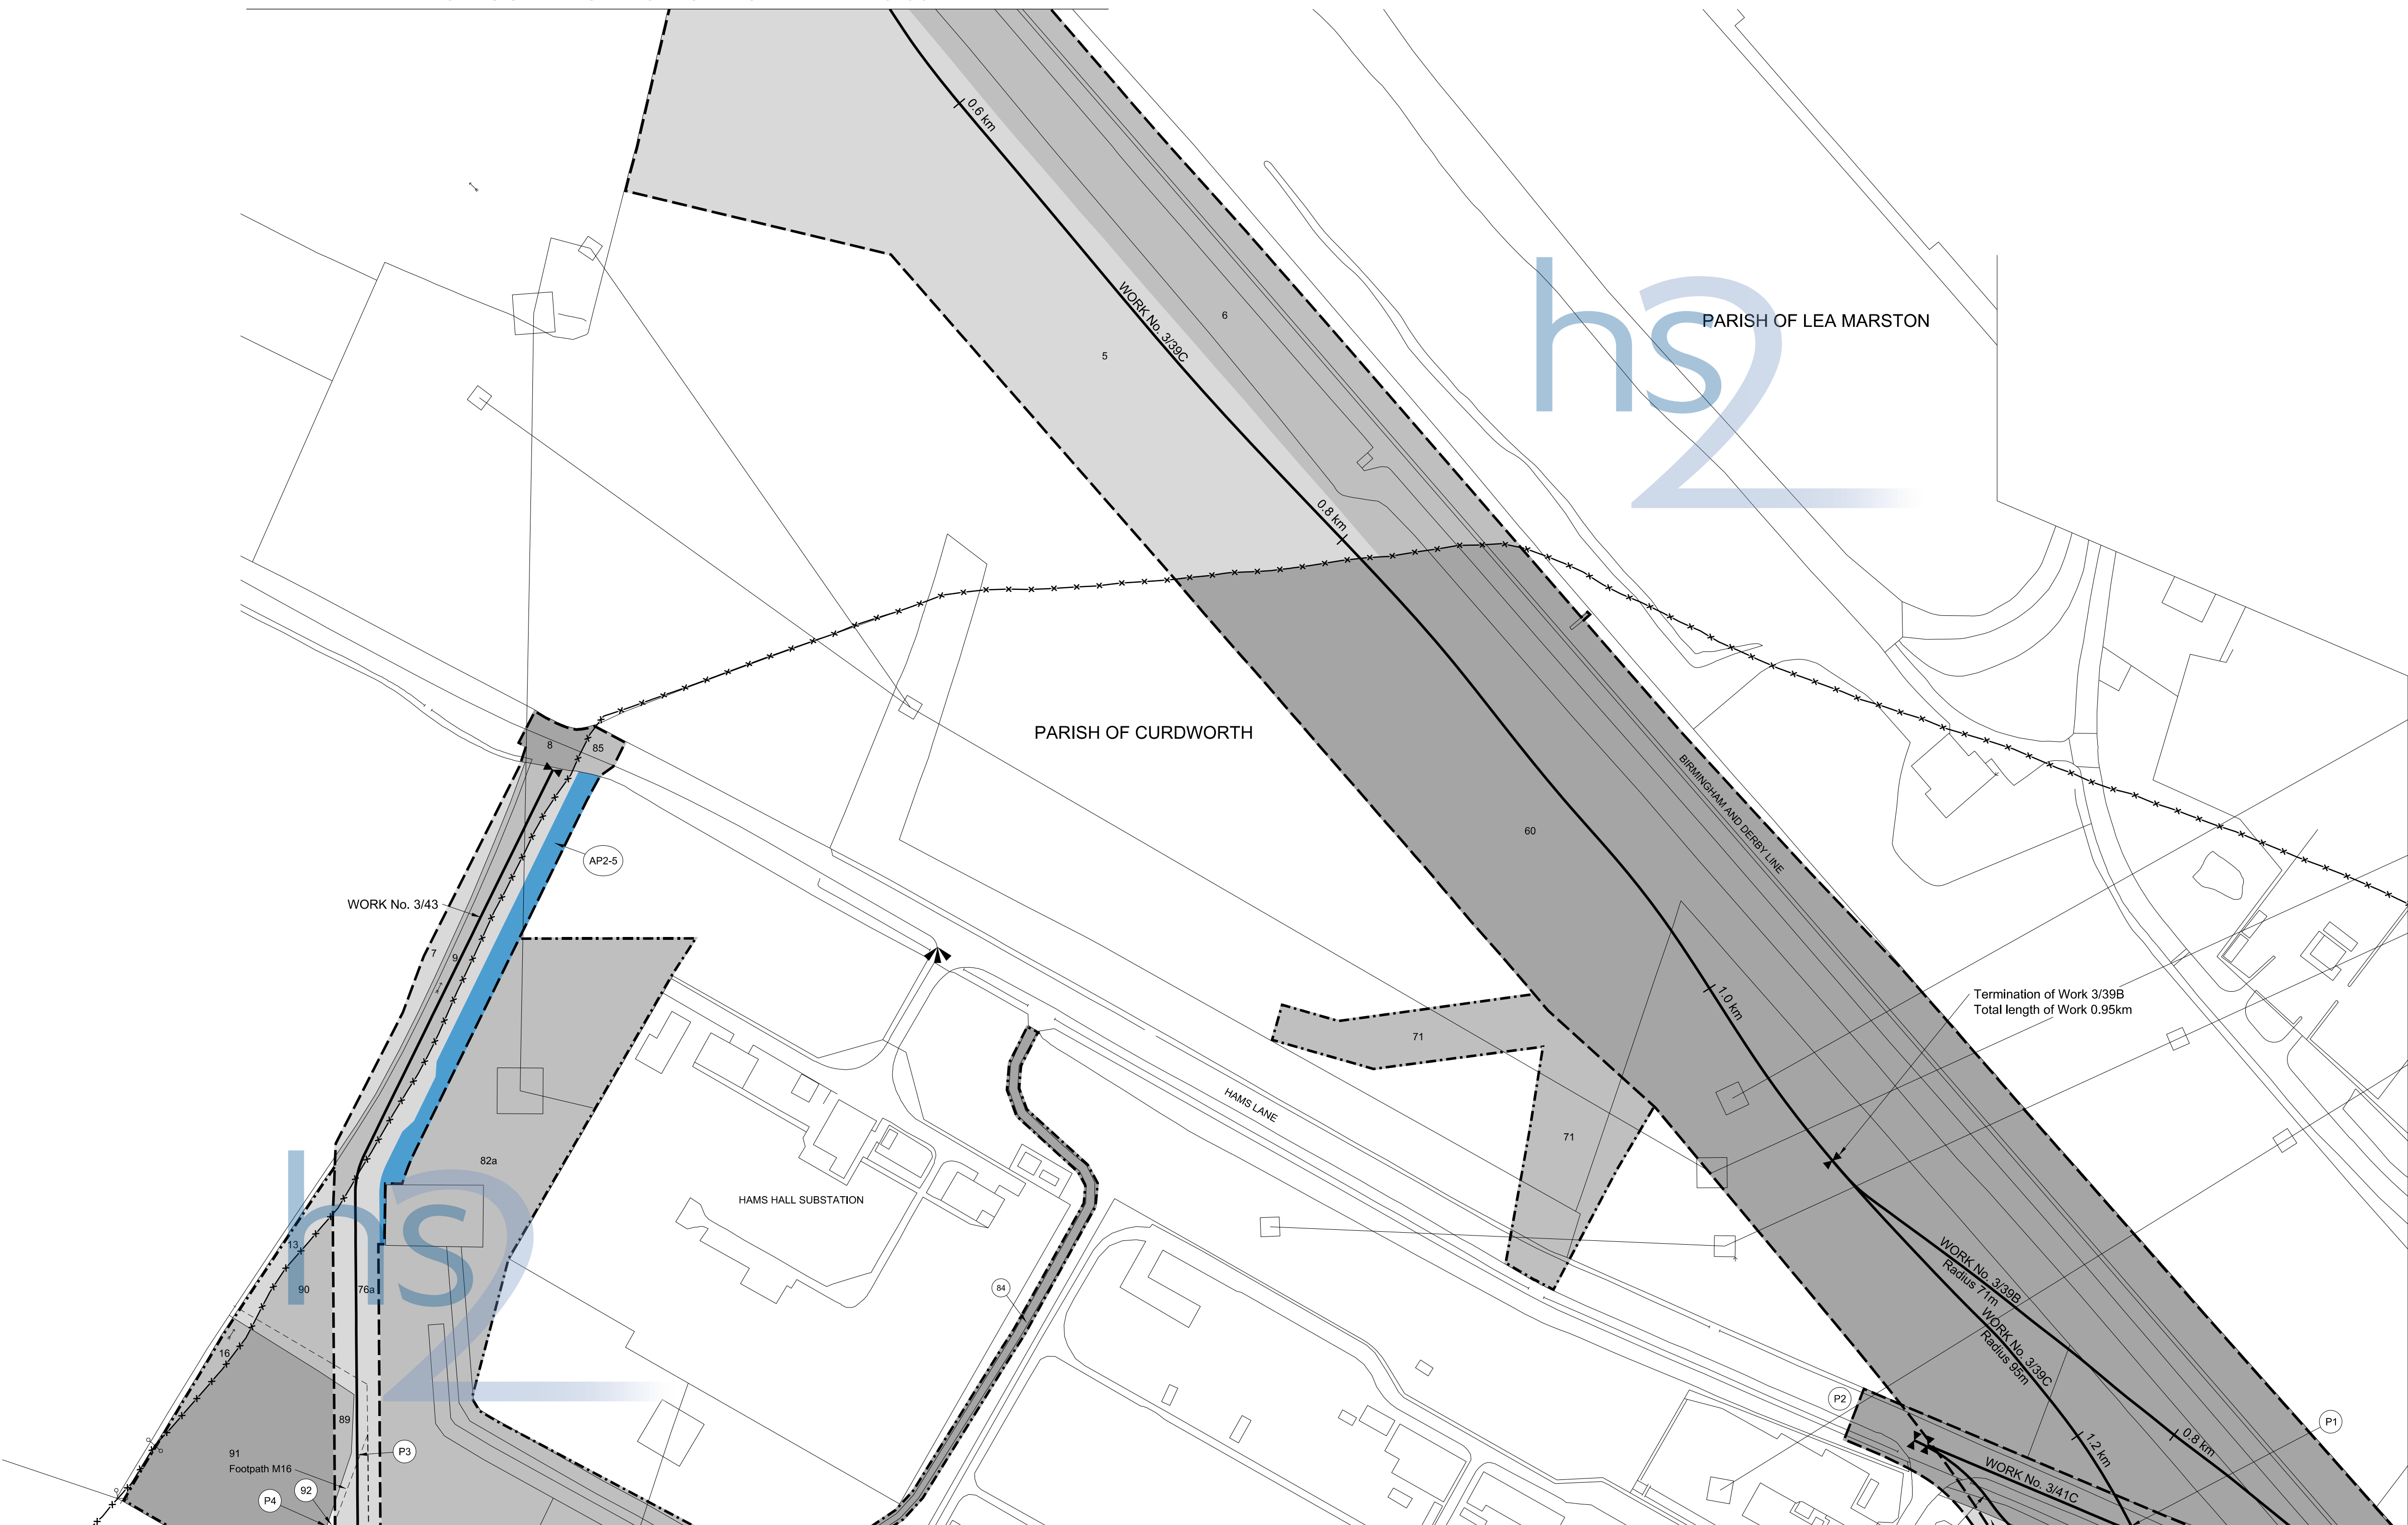 0.6 km
WORK No. 3/39C
6
5
hs2
PARISH OF LEA MARSTON
0.8 km
PARISH OF CURDWORTH
8
85
AP2-5
WORK No. 3/43
7
9
60
BIRMINGHAM AND DERBY LINE
1.0 km
Termination of Work 3/39B
Total length of Work 0.95km
71
71
HAMS LANE
82a
HAMS HALL SUBSTATION
hs2
13
90
76a
84
WORK No. 3/39B
Radius 71m
WORK No. 3/39C
Radius 95m
16
89
P2
P1
91
Footpath M16
P3
92
P4
1.2 km
0.8 km
WORK No. 3/41C